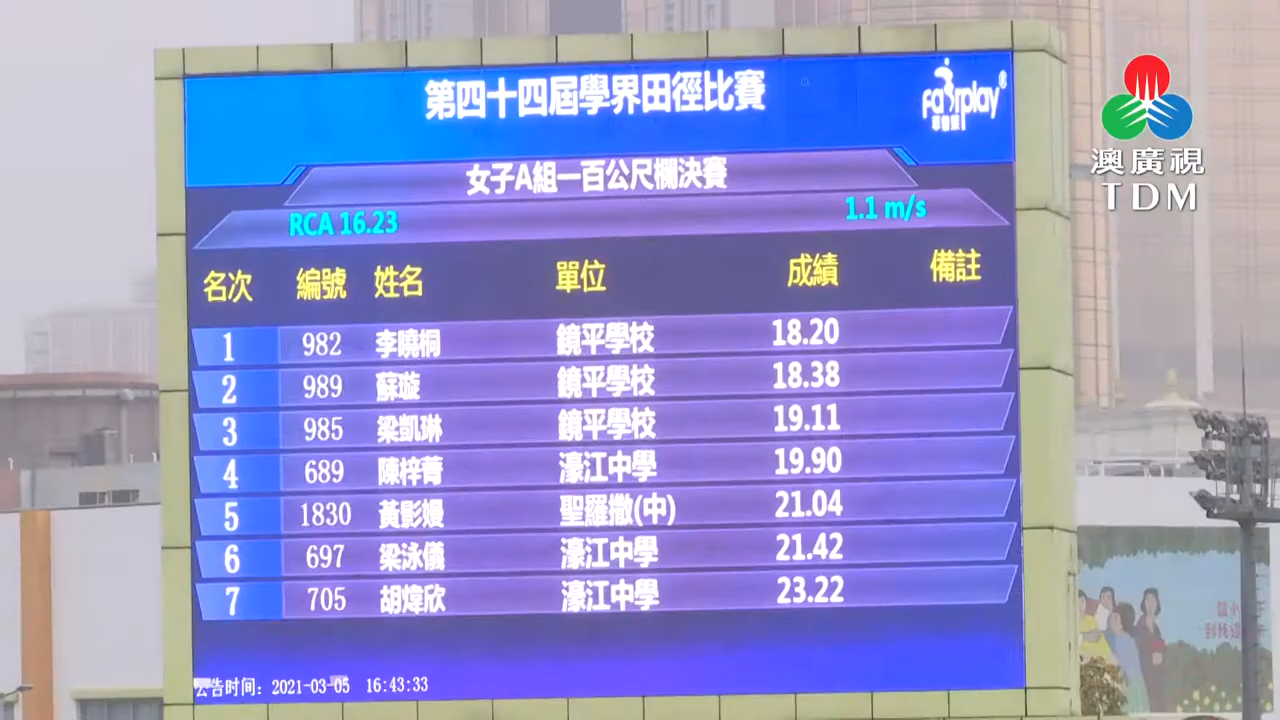 第四十四屆學界田徑比賽
fairplay®
女子A組一百公尺欄決賽
RCA 16.23 1.1 m/s
名次 編號 姓名 單位 成績 備註
1 982 李曉桐 鏡平學校 18.20
2 989 蘇璇 鏡平學校 18.38
3 985 梁凱琳 鏡平學校 19.11
4 689 陳梓菁 濠江中學 19.90
5 1830 黃影嫚 聖羅撒(中) 21.04
6 697 梁泳儀 濠江中學 21.42
7 705 胡煒欣 濠江中學 23.22
公告时间：2021-03-05 16:43:33
澳廣視
TDM